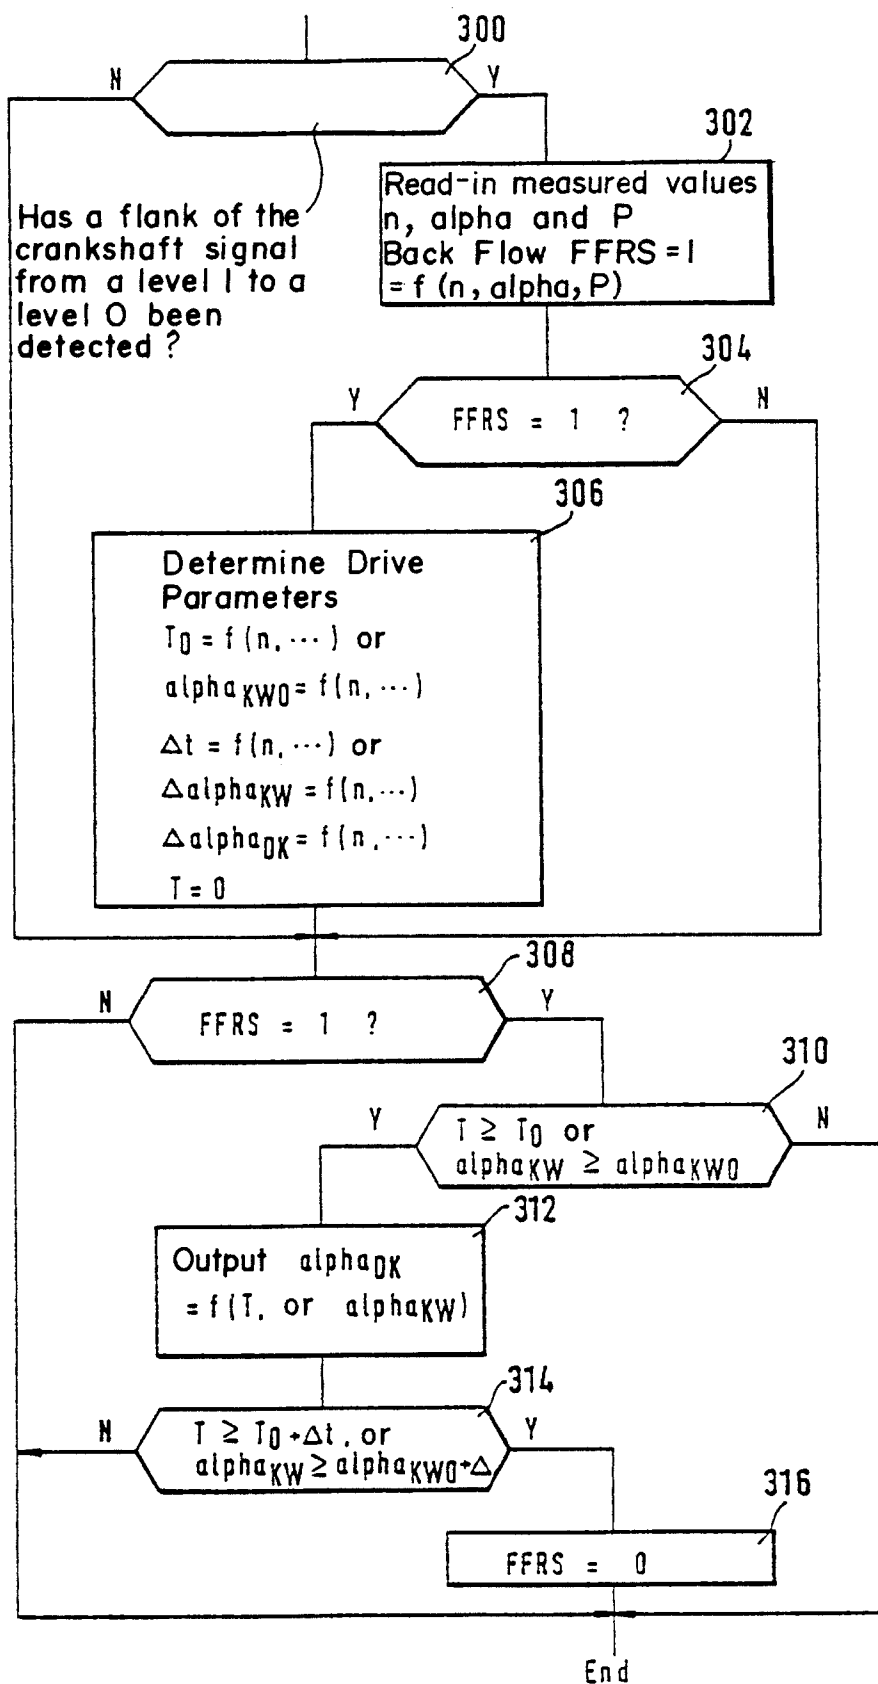 300
N
Y
302
Has a flank of the
crankshaft signal
from a level 1 to a
level 0 been
detected ?
Read-in measured values
n, alpha and P
Back Flow FFRS = 1
= f (n, alpha, P)
304
Y
FFRS = 1 ?
N
306
Determine Drive
Parameters
T0 = f (n, ···) or
alphaKW0 = f (n, ···)
Δt = f (n, ···) or
ΔalphaKW = f (n, ···)
ΔalphaDK = f (n, ···)
T = 0
308
N
FFRS = 1 ?
Y
310
Y
T ≥ T0 or
alphaKW ≥ alphaKW0
N
312
Output alphaDK
= f (T, or alphaKW)
314
N
T ≥ T0 + Δt, or
alphaKW ≥ alphaKW0 + Δ
Y
316
FFRS = 0
End